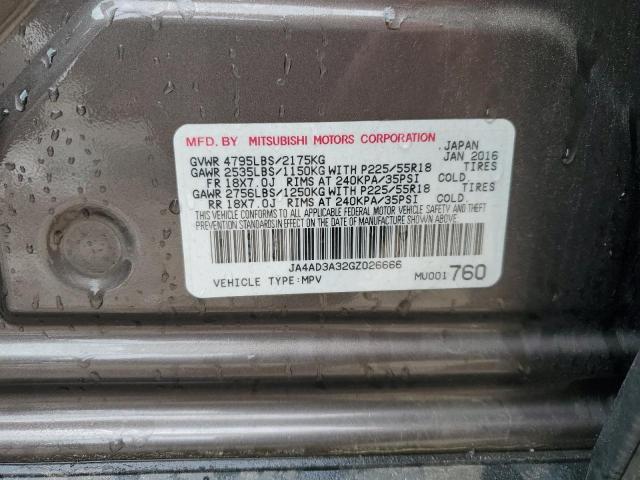 MFD. BY MITSUBISHI MOTORS CORPORATION JAPAN
GVWR 4795LBS/2175KG JAN 2016
GAWR 2535LBS/1150KG WITH P225/55R18 TIRES
FR 18X7.0J RIMS AT 240KPA/35PSI COLD
GAWR 2756LBS/1250KG WITH P225/55R18 TIRES
RR 18X7.0J RIMS AT 240KPA/35PSI COLD.
THIS VEHICLE CONFORMS TO ALL APPLICABLE FEDERAL MOTOR VEHICLE SAFETY AND THEFT
PREVENTION STANDARDS IN EFFECT ON THE DATE OF MANUFACTURE SHOWN ABOVE.
JA4AD3A32GZ026666
VEHICLE TYPE:MPV MU001760